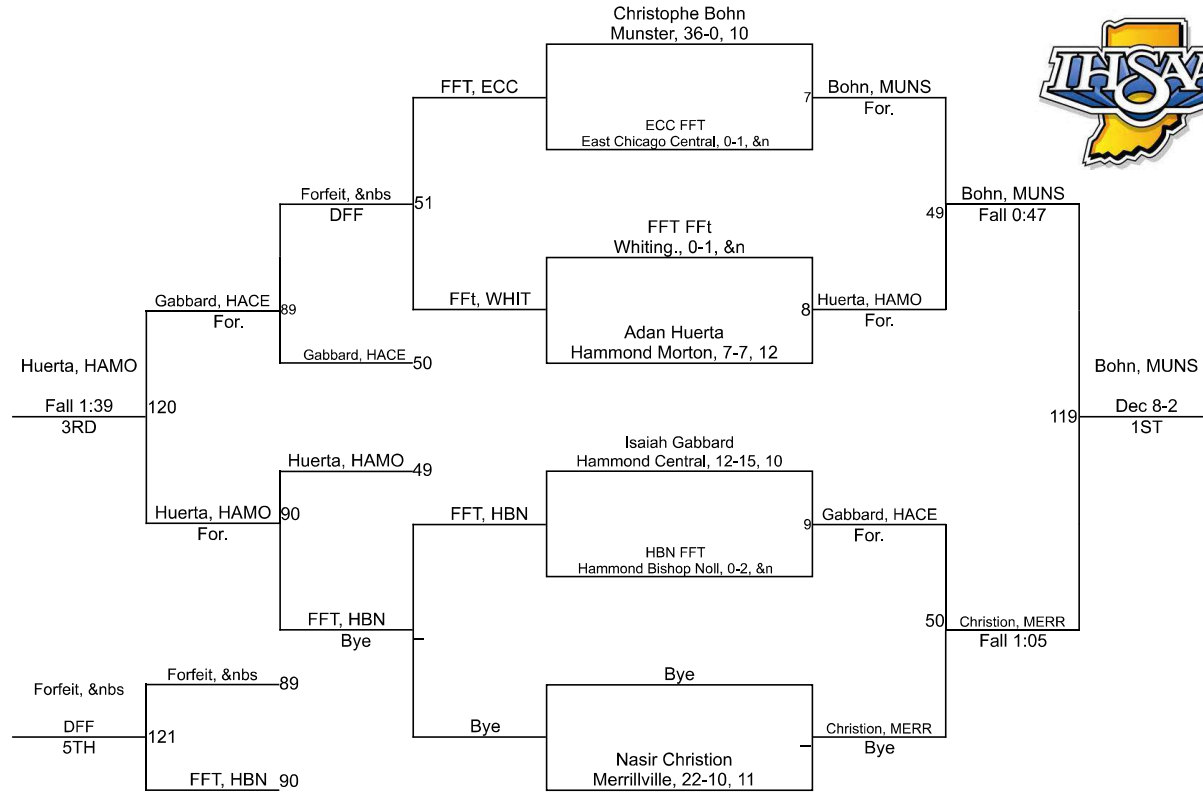 Christophe Bohn
Munster, 36-0, 10
IHSAA
FFT, ECC
7
Bohn, MUNS
For.
ECC FFT
East Chicago Central, 0-1, &n
Forfeit, &nbs
DFF
51
Bohn, MUNS
Fall 0:47
49
FFT FFt
Whiting., 0-1, &n
Gabbard, HACE
For.
89
FFt, WHIT
8
Huerta, HAMO
For.
Adan Huerta
Hammond Morton, 7-7, 12
Gabbard, HACE
50
Huerta, HAMO
Fall 1:39
3RD
120
Bohn, MUNS
119
Dec 8-2
1ST
Huerta, HAMO
49
Isaiah Gabbard
Hammond Central, 12-15, 10
Huerta, HAMO
For.
90
FFT, HBN
9
Gabbard, HACE
For.
HBN FFT
Hammond Bishop Noll, 0-2, &n
FFT, HBN
Bye
50
Christion, MERR
Fall 1:05
Forfeit, &nbs
DFF
5TH
121
Forfeit, &nbs
89
FFT, HBN
90
Bye
Bye
Christion, MERR
Bye
Nasir Christion
Merrillville, 22-10, 11